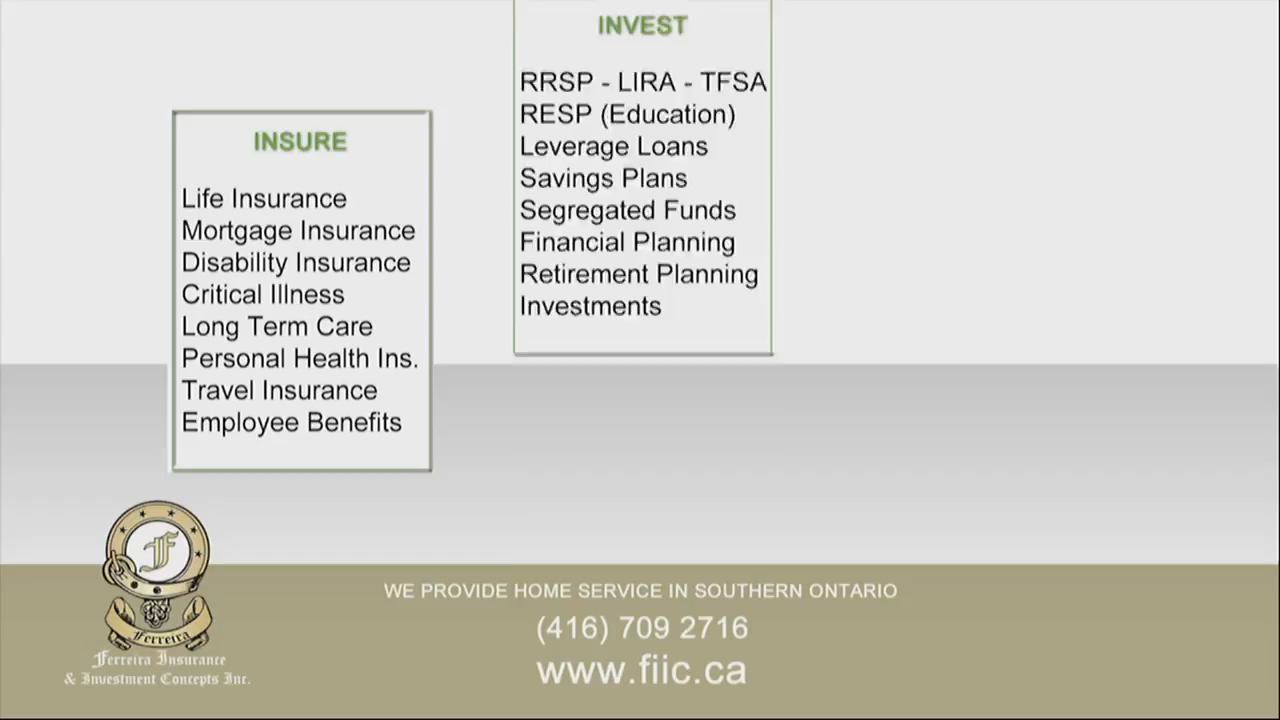 INVEST
RRSP - LIRA - TFSA
RESP (Education)
Leverage Loans
Savings Plans
Segregated Funds
Financial Planning
Retirement Planning
Investments
INSURE
Life Insurance
Mortgage Insurance
Disability Insurance
Critical Illness
Long Term Care
Personal Health Ins.
Travel Insurance
Employee Benefits
F
Ferreira
Ferreira Insurance
& Investment Concepts Inc.
WE PROVIDE HOME SERVICE IN SOUTHERN ONTARIO
(416) 709 2716
www.fiic.ca